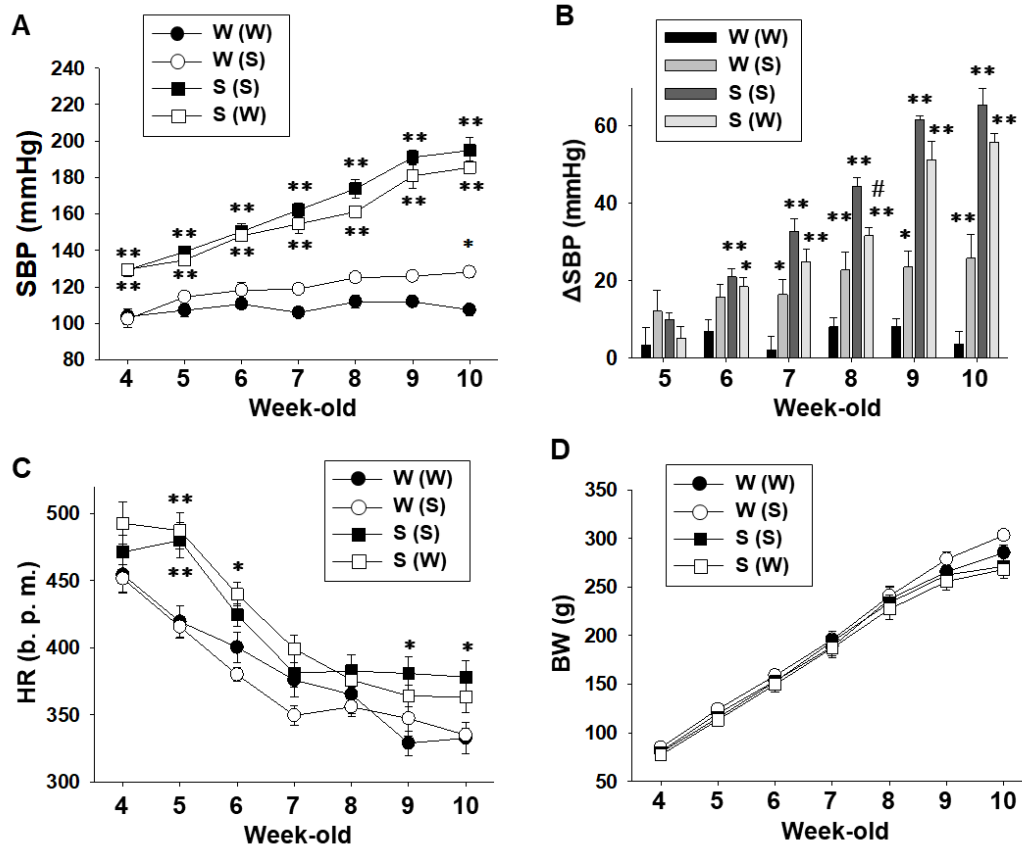 A
W (W)
W (S)
S (S)
S (W)
SBP (mmHg)
240
220
200
180
160
140
120
100
80
** ** ** ** ** ** **
** ** ** ** ** ** **
*
4 5 6 7 8 9 10
Week-old
B
W (W)
W (S)
S (S)
S (W)
ΔSBP (mmHg)
60
40
20
0
** *
* ** **
** ** # **
* ** **
** ** **
5 6 7 8 9 10
Week-old
C
W (W)
W (S)
S (S)
S (W)
HR (b. p. m.)
500
450
400
350
300
**
**
* * *
4 5 6 7 8 9 10
Week-old
D
W (W)
W (S)
S (S)
S (W)
BW (g)
350
300
250
200
150
100
50
4 5 6 7 8 9 10
Week-old